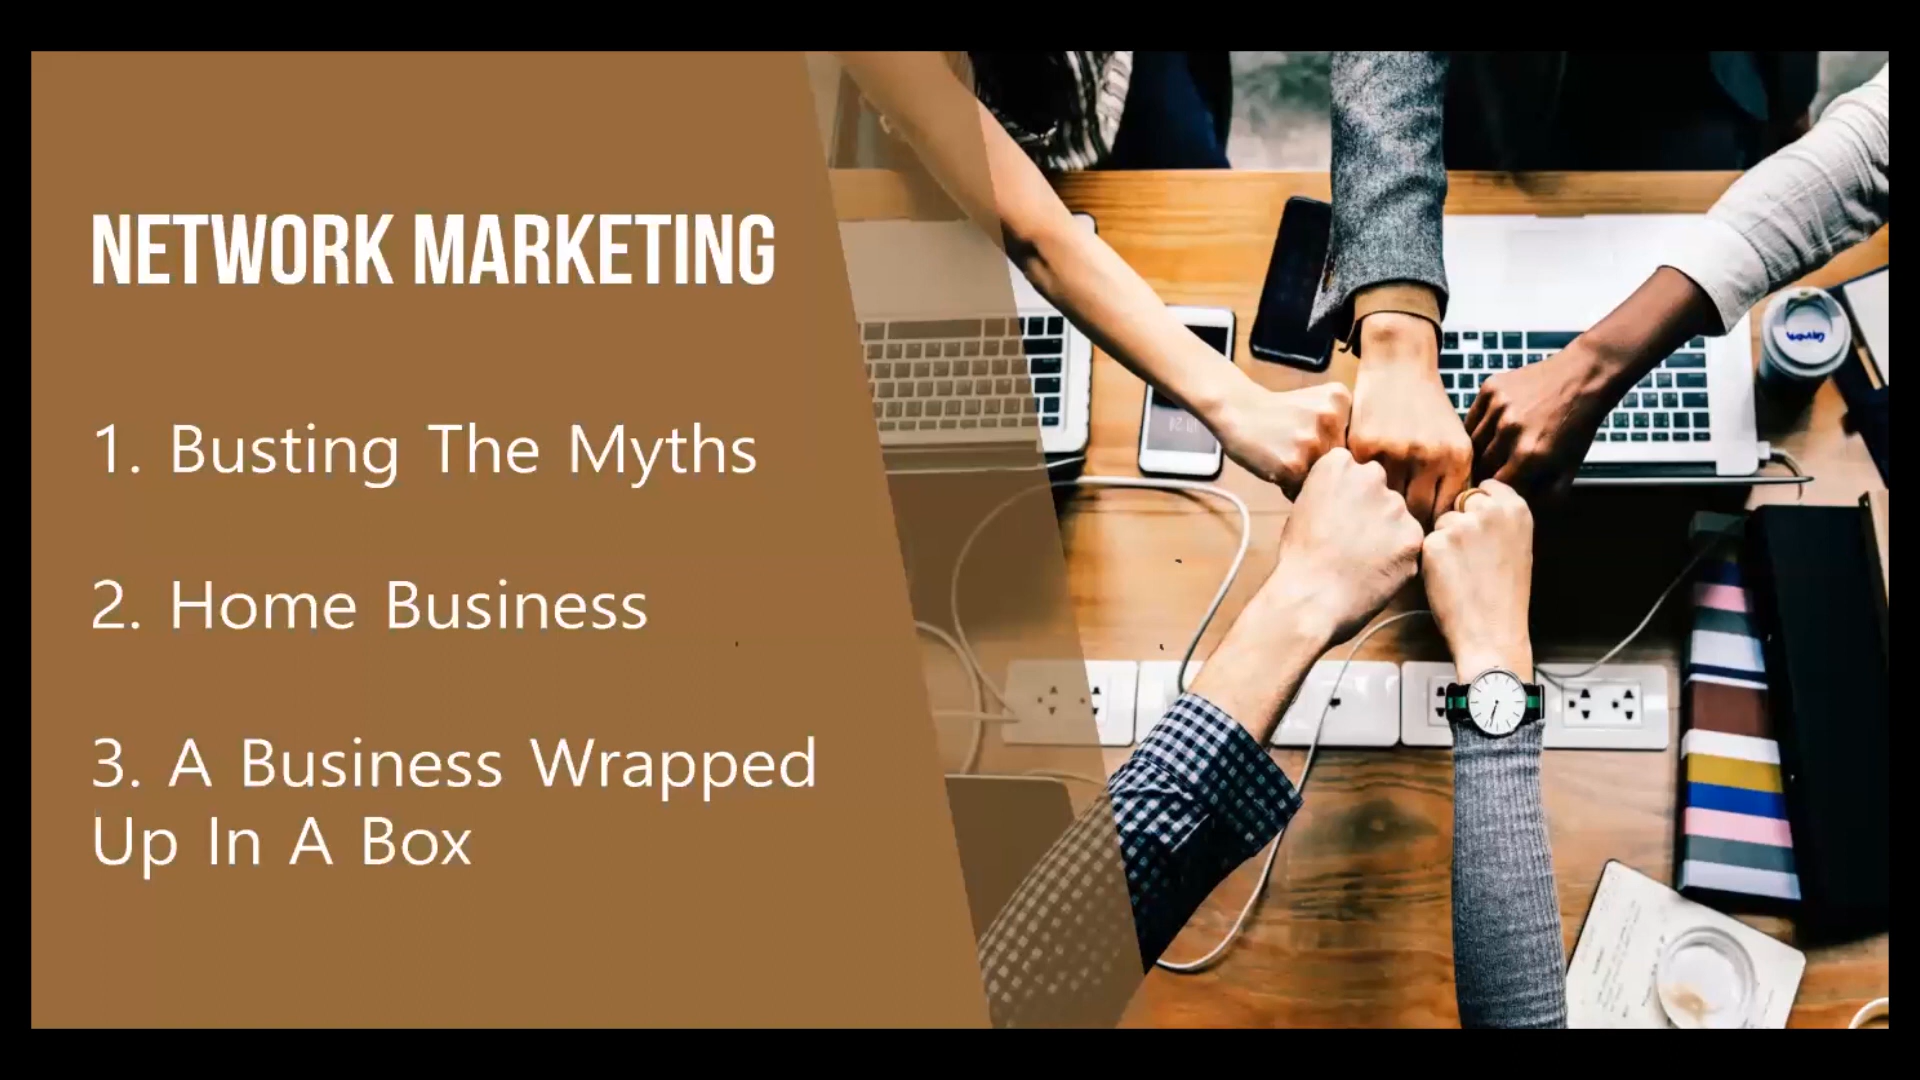 NETWORK MARKETING
1. Busting The Myths
2. Home Business
3. A Business Wrapped
Up In A Box